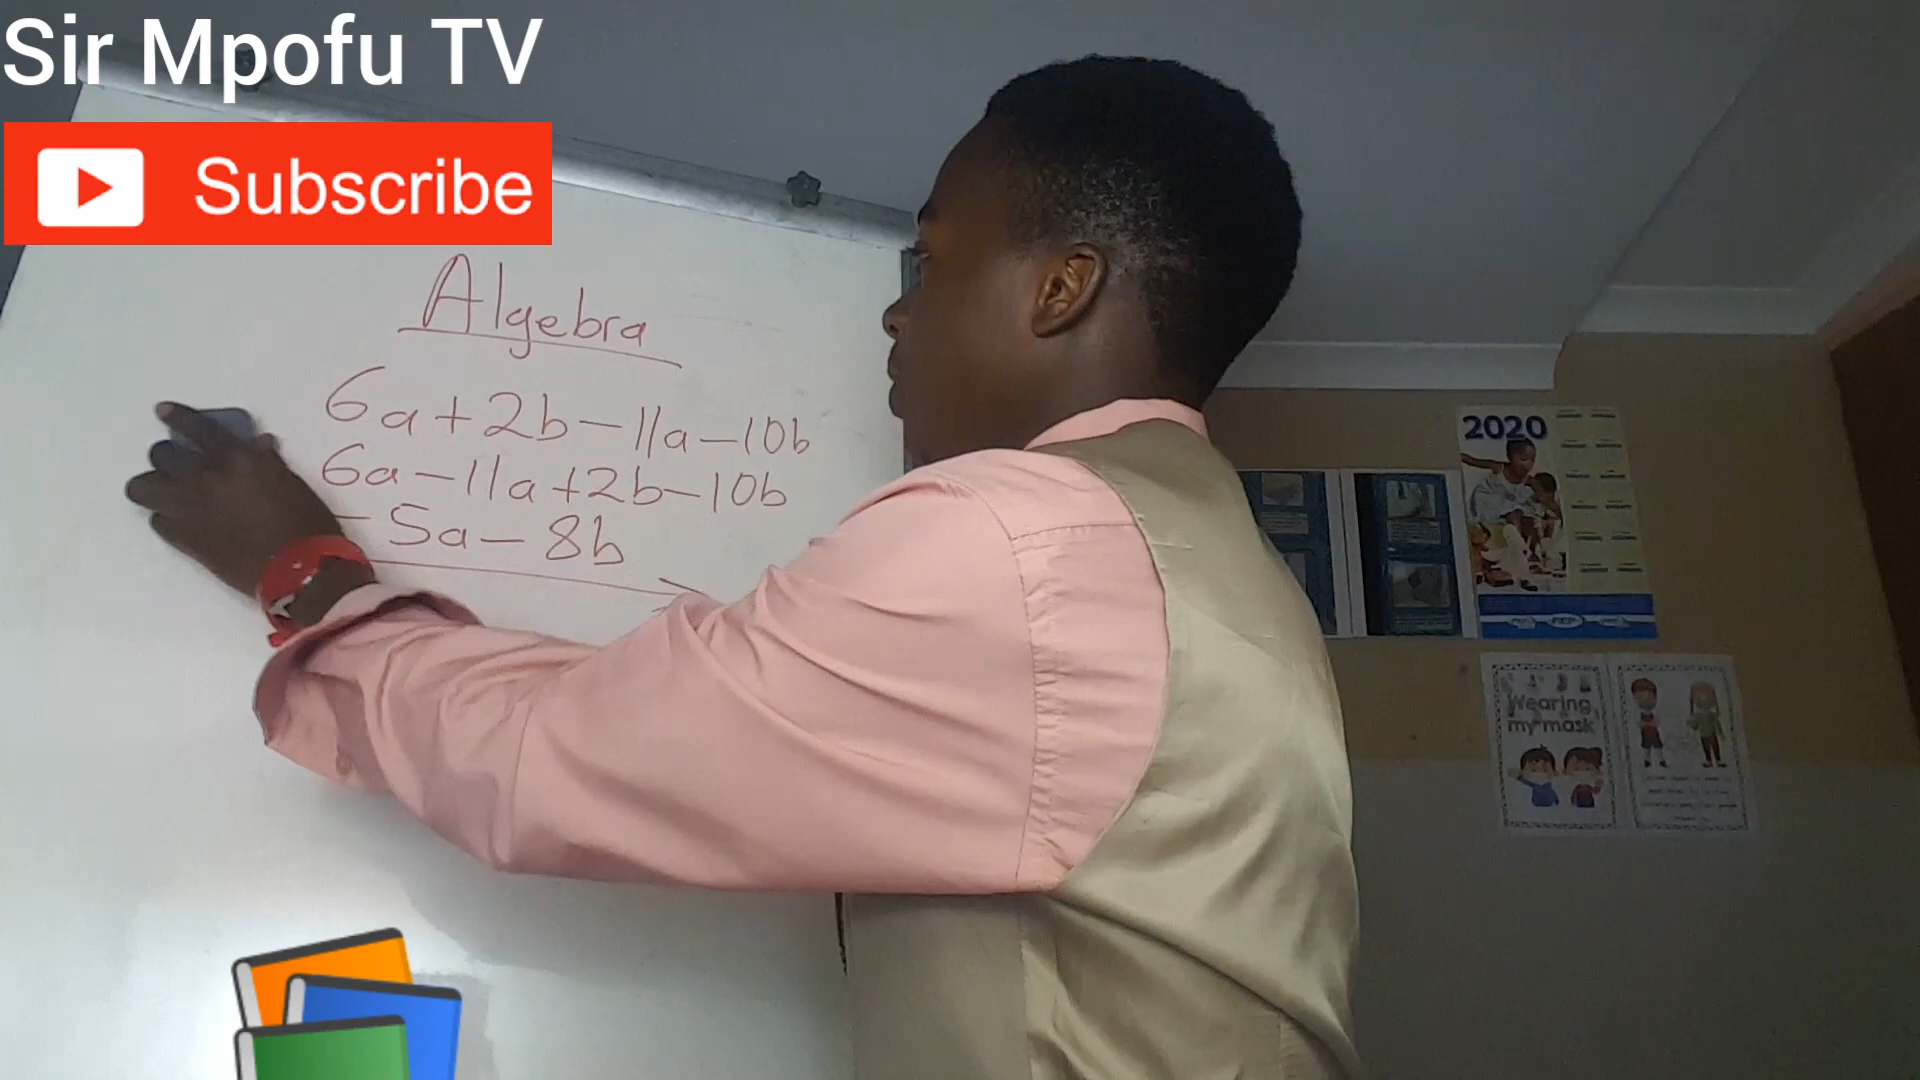 Sir Mpofu TV
Subscribe
Algebra
6a+2b-11a-10b
6a-11a+2b-10b
-5a-8b
2020
Wearing
my mask